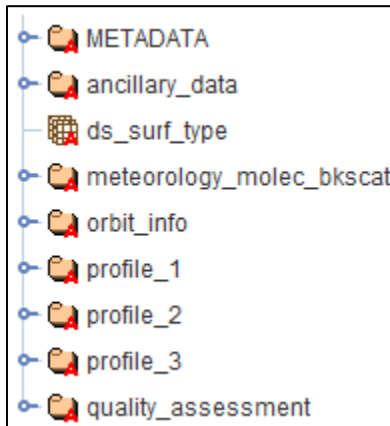 METADATA
ancillary_data
ds_surf_type
meteorology_molec_bkscat
orbit_info
profile_1
profile_2
profile_3
quality_assessment